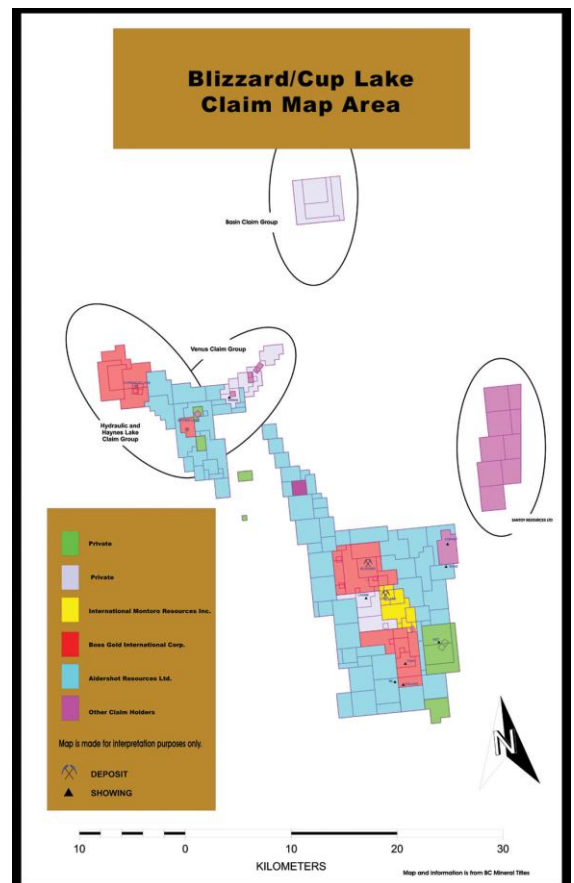 Blizzard/Cup Lake
Claim Map Area
Basin Claim Group
Venus Claim Group
Hydraulic and
Haynes Lake
Claim Group
SANTOY RESOURCES LTD
Private
Private
International Montoro Resources Inc.
Boss Gold International Corp.
Aldershot Resources Ltd.
Other Claim Holders
Map is made for interpretation purposes only.
DEPOSIT
SHOWING
N
10 0 10 20 30
KILOMETERS
Map and information is from BC Mineral Titles